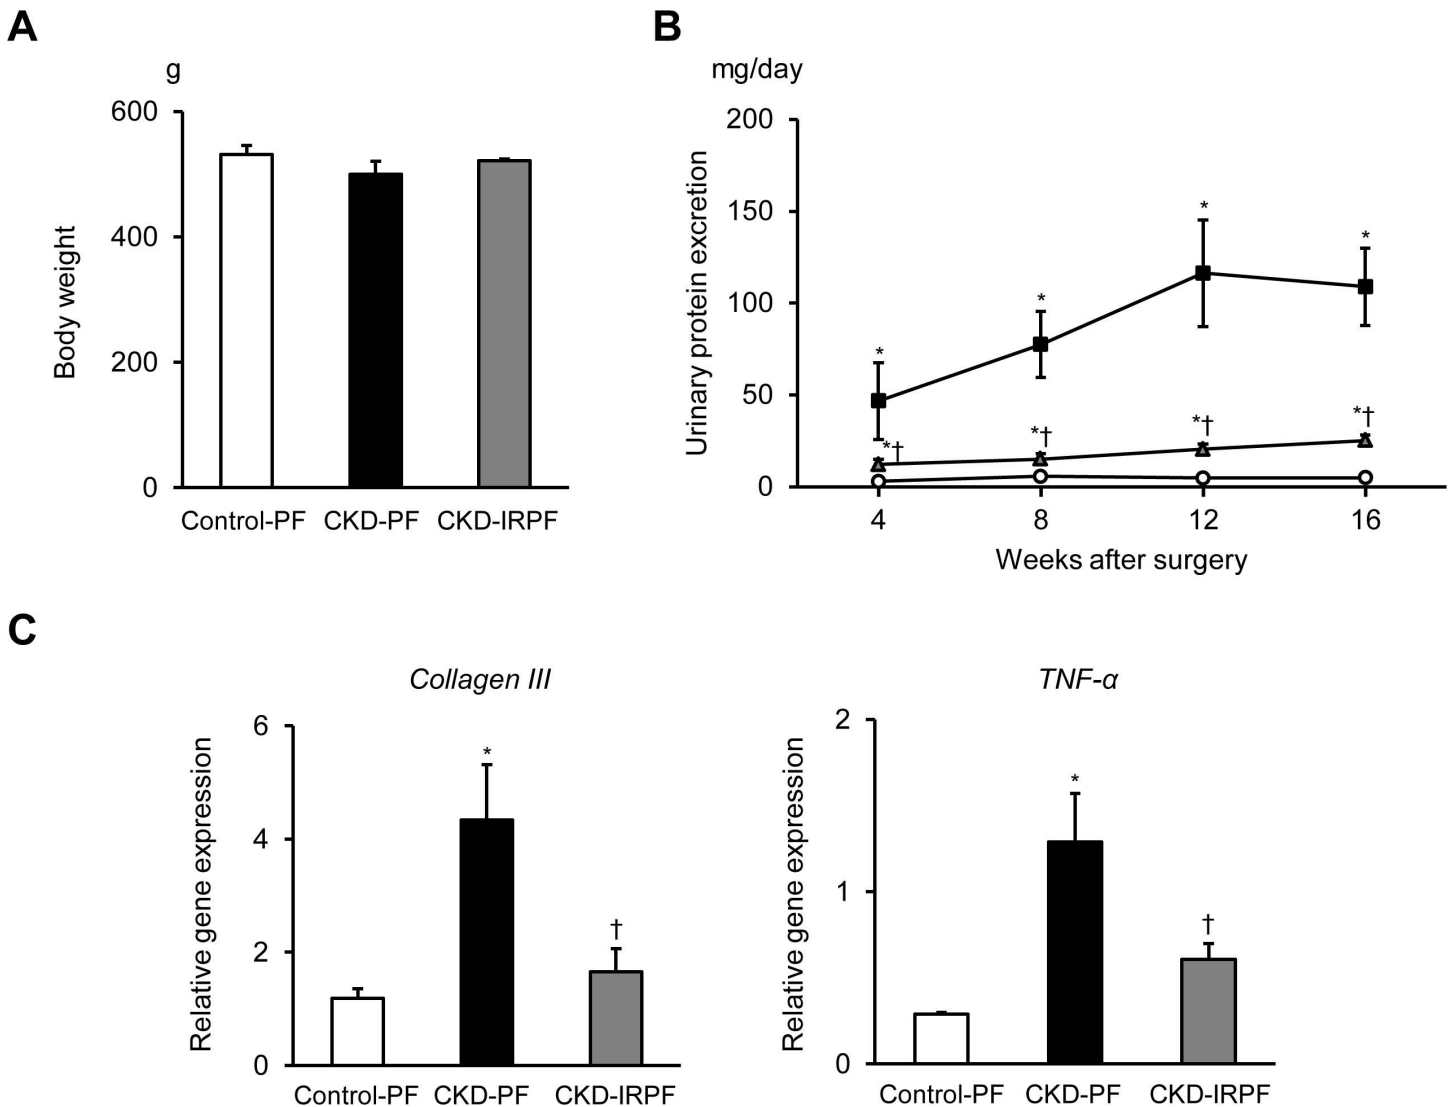 A
g
600
400
200
0
Body weight
Control-PF CKD-PF CKD-IRPF
B
mg/day
200
150
100
50
0
Urinary protein excretion
* * * *
*† *† *† *†
4 8 12 16
Weeks after surgery
C
Collagen III
6
4
2
0
Relative gene expression
*
†
Control-PF CKD-PF CKD-IRPF
TNF-α
2
1
0
Relative gene expression
*
†
Control-PF CKD-PF CKD-IRPF